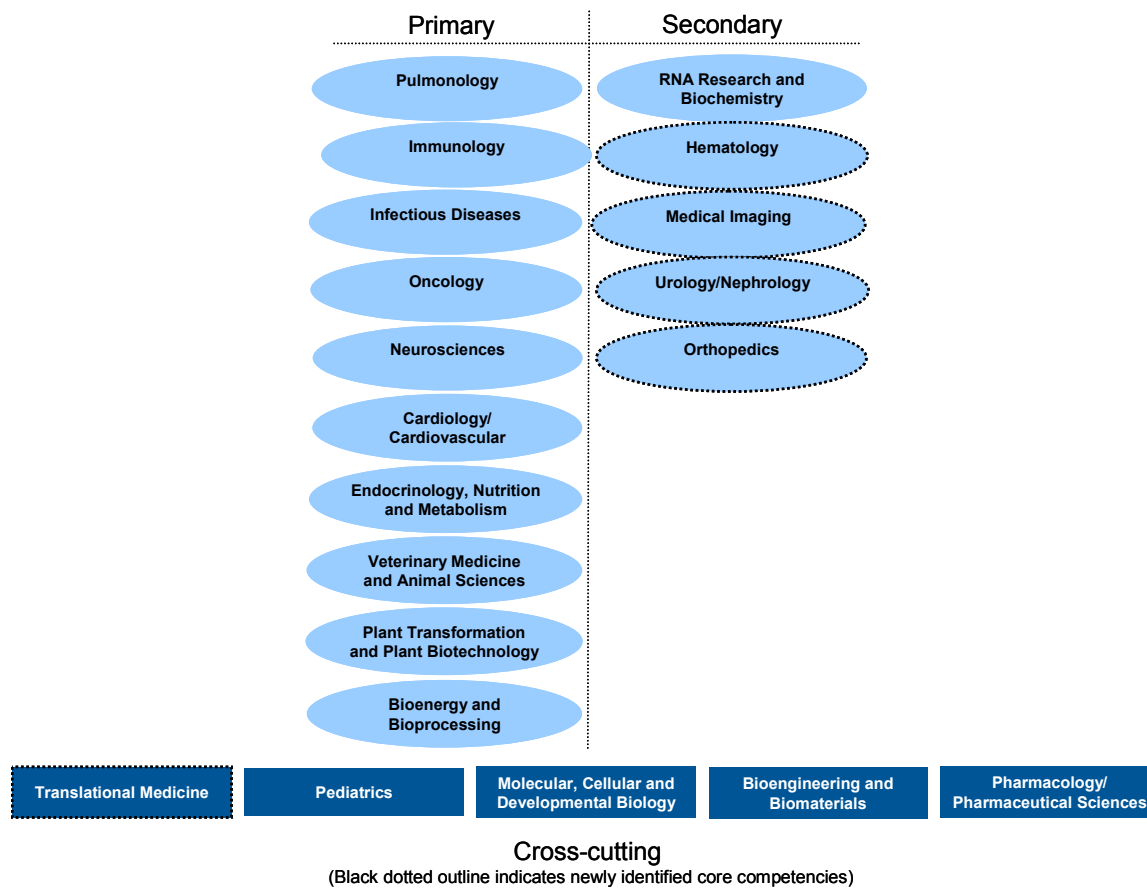 Primary
Secondary
Pulmonology
RNA Research and
Biochemistry
Immunology
Hematology
Infectious Diseases
Medical Imaging
Oncology
Urology/Nephrology
Neurosciences
Orthopedics
Cardiology/
Cardiovascular
Endocrinology, Nutrition
and Metabolism
Veterinary Medicine
and Animal Sciences
Plant Transformation
and Plant Biotechnology
Bioenergy and
Bioprocessing
Translational Medicine
Pediatrics
Molecular, Cellular and
Developmental Biology
Bioengineering and
Biomaterials
Pharmacology/
Pharmaceutical Sciences
Cross-cutting
(Black dotted outline indicates newly identified core competencies)